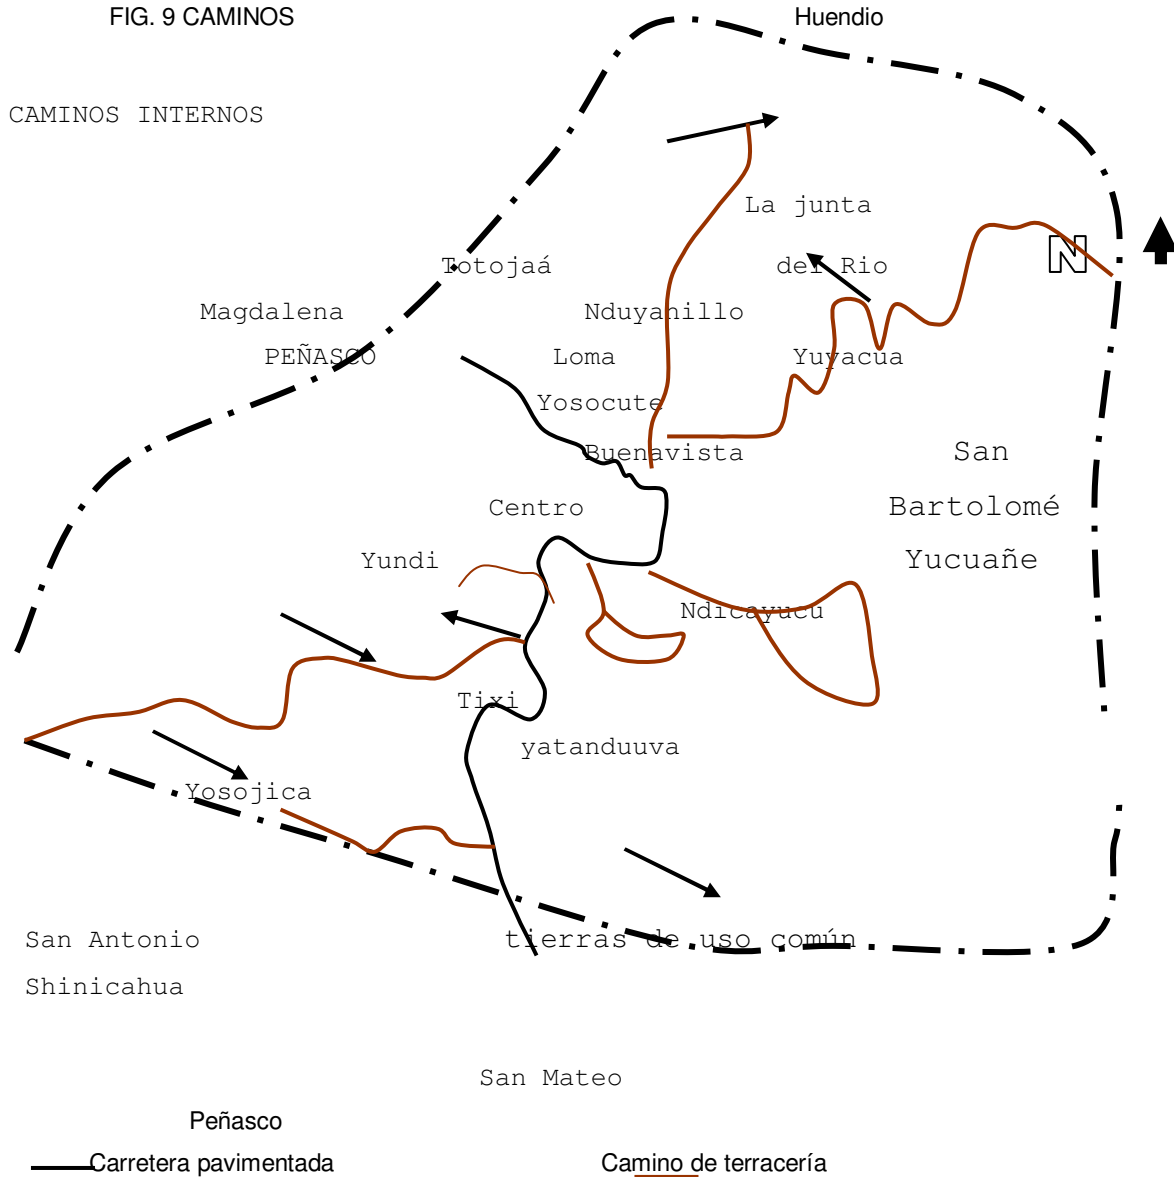 FIG. 9 CAMINOS
Huendio
CAMINOS INTERNOS
La junta
Totojaá
del Rio
N
Magdalena
Nduyahillo
PEÑASCO
Loma
Yuyacua
Yosocute
Buenavista
San
Centro
Bartolomé
Yundi
Yucuañe
Ndicayucu
Tixi
yatanduuva
Yosojica
San Antonio
tierras de uso común
Shinicahua
San Mateo
Peñasco
Carretera pavimentada
Camino de terracería